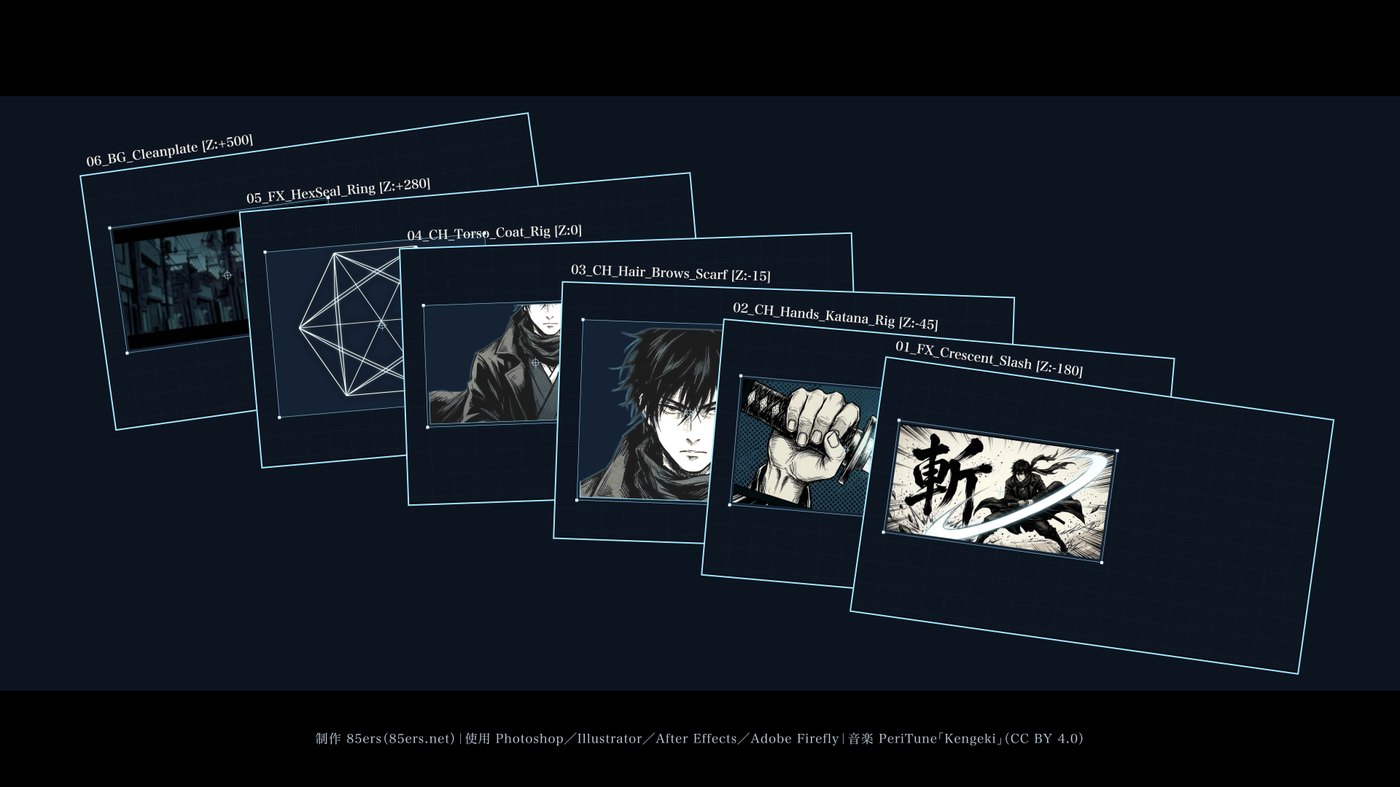 06_BG_Cleanplate [Z:+500]
05_FX_HexSeal_Ring [Z:+280]
04_CH_Torso_Coat_Rig [Z:0]
03_CH_Hair_Brows_Scarf [Z:-15]
02_CH_Hands_Katana_Rig [Z:-45]
01_FX_Crescent_Slash [Z:-180]
斬
制作 85ers(85ers.net)|使用 Photoshop/Illustrator/After Effects/Adobe Firefly|音楽 PeriTune「Kengeki」(CC BY 4.0)